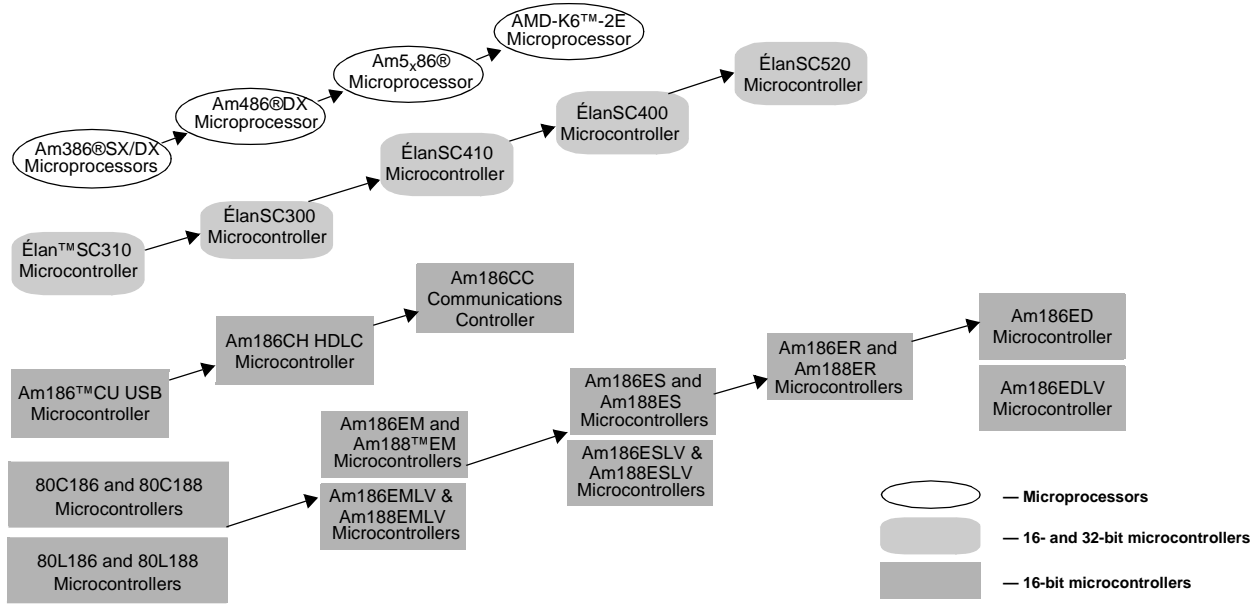 AMD-K6™-2E
Microprocessor
Am5x86®
Microprocessor
Am486®DX
Microprocessor
Am386®SX/DX
Microprocessors
ÉlanSC520
Microcontroller
ÉlanSC400
Microcontroller
ÉlanSC410
Microcontroller
ÉlanSC300
Microcontroller
Élan™SC310
Microcontroller
Am186CC
Communications
Controller
Am186CH HDLC
Microcontroller
Am186™CU USB
Microcontroller
Am186ED
Microcontroller
Am186EDLV
Microcontroller
Am186ER and
Am188ER
Microcontrollers
Am186ES and
Am188ES
Microcontrollers
Am186ESLV &
Am188ESLV
Microcontrollers
Am186EM and
Am188™EM
Microcontrollers
Am186EMLV &
Am188EMLV
Microcontrollers
80C186 and 80C188
Microcontrollers
80L186 and 80L188
Microcontrollers
— Microprocessors
— 16- and 32-bit microcontrollers
— 16-bit microcontrollers